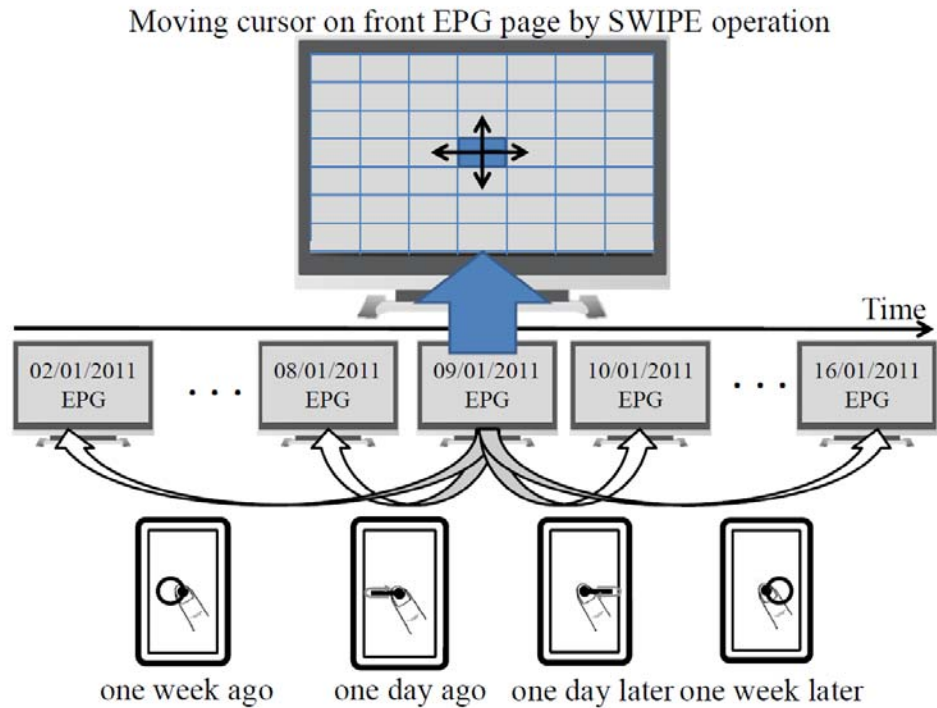 Moving cursor on front EPG page by SWIPE operation
Time
02/01/2011
EPG
. . .
08/01/2011
EPG
09/01/2011
EPG
10/01/2011
EPG
. . .
16/01/2011
EPG
one week ago
one day ago
one day later
one week later